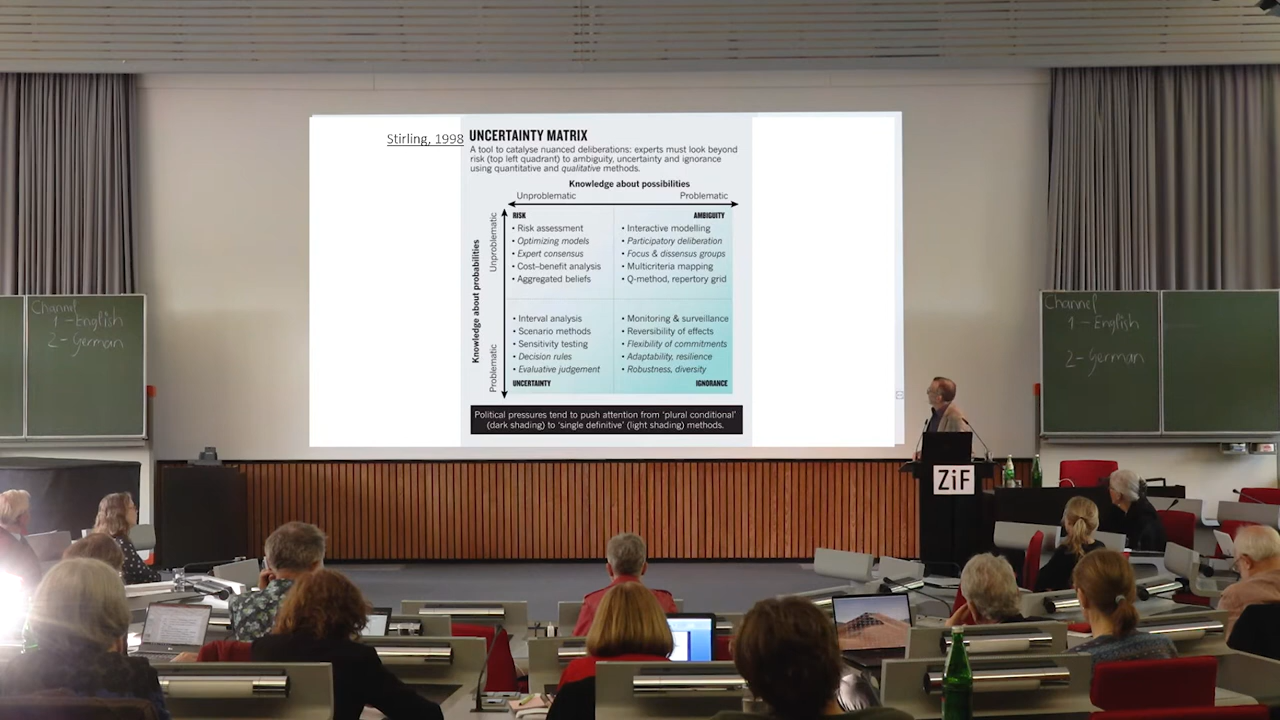 Stirling, 1998
UNCERTAINTY MATRIX
A tool to catalyse nuanced deliberations: experts must look beyond
risk (top left quadrant) to ambiguity, uncertainty and ignorance
using quantitative and qualitative methods.
Knowledge about possibilities
Unproblematic
Problematic
Knowledge about probabilities
Unproblematic
Problematic
RISK
• Risk assessment
• Optimizing models
• Expert consensus
• Cost–benefit analysis
• Aggregated beliefs
AMBIGUITY
• Interactive modelling
• Participatory deliberation
• Focus & dissensus groups
• Multicriteria mapping
• Q-method, repertory grid
• Interval analysis
• Scenario methods
• Sensitivity testing
• Decision rules
• Evaluative judgement
UNCERTAINTY
• Monitoring & surveillance
• Reversibility of effects
• Flexibility of commitments
• Adaptability, resilience
• Robustness, diversity
IGNORANCE
Political pressures tend to push attention from ‘plural conditional’
(dark shading) to ‘single definitive’ (light shading) methods.
Channel
1 – English
2 – German
Channel
1 – English
2 – German
ZiF